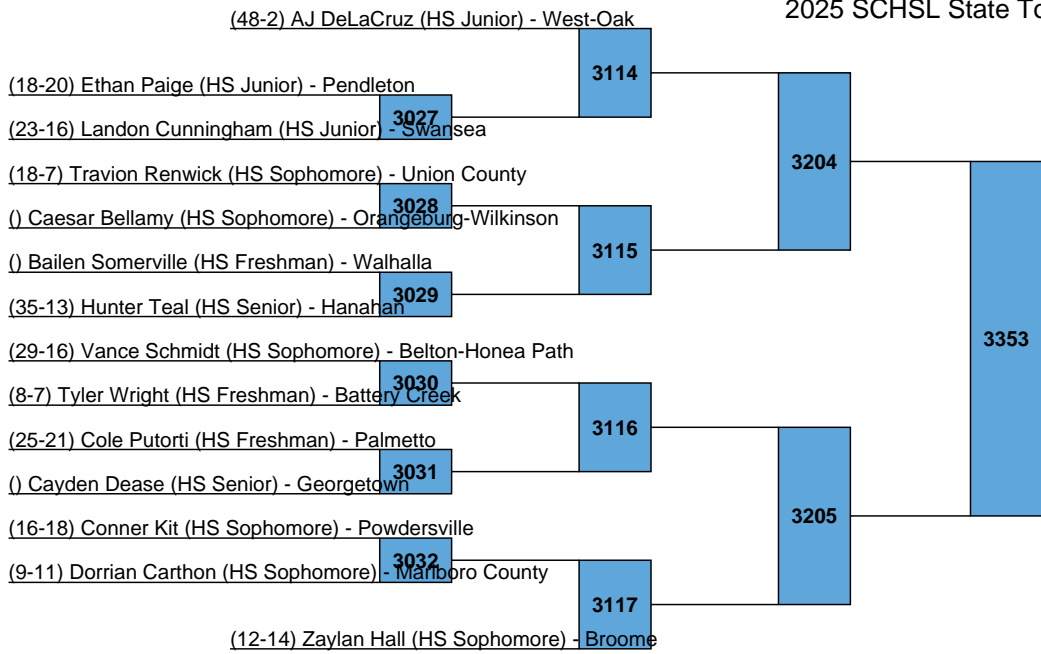 2025 SCHSL State To
(48-2) AJ DeLaCruz (HS Junior) - West-Oak
3114
(18-20) Ethan Paige (HS Junior) - Pendleton
3027
(23-16) Landon Cunningham (HS Junior) - Swansea
3204
(18-7) Travion Renwick (HS Sophomore) - Union County
3028
() Caesar Bellamy (HS Sophomore) - Orangeburg-Wilkinson
3115
() Bailen Somerville (HS Freshman) - Walhalla
3029
(35-13) Hunter Teal (HS Senior) - Hanahan
3353
(29-16) Vance Schmidt (HS Sophomore) - Belton-Honea Path
3030
(8-7) Tyler Wright (HS Freshman) - Battery Creek
3116
(25-21) Cole Putorti (HS Freshman) - Palmetto
3031
() Cayden Dease (HS Senior) - Georgetown
3205
(16-18) Conner Kit (HS Sophomore) - Powdersville
3032
(9-11) Dorrian Carthon (HS Sophomore) - Marlboro County
3117
(12-14) Zaylan Hall (HS Sophomore) - Broome